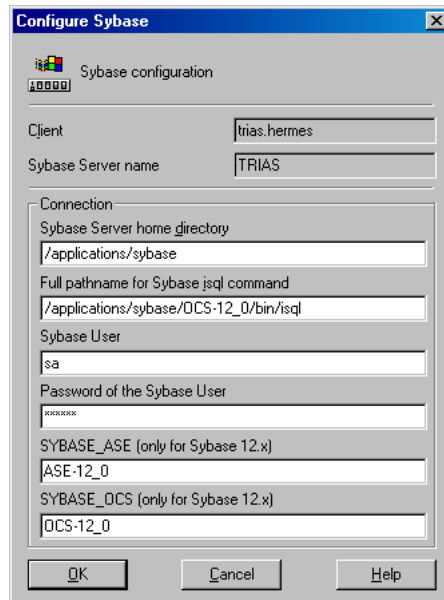 Configure Sybase
Sybase configuration
Client
trias.hermes
Sybase Server name
TRIAS
Connection
Sybase Server home directory
/applications/sybase
Full pathname for Sybase isql command
/applications/sybase/OCS-12_0/bin/isql
Sybase User
sa
Password of the Sybase User
******
SYBASE_ASE (only for Sybase 12.x)
ASE-12_0
SYBASE_OCS (only for Sybase 12.x)
OCS-12_0
OK Cancel Help